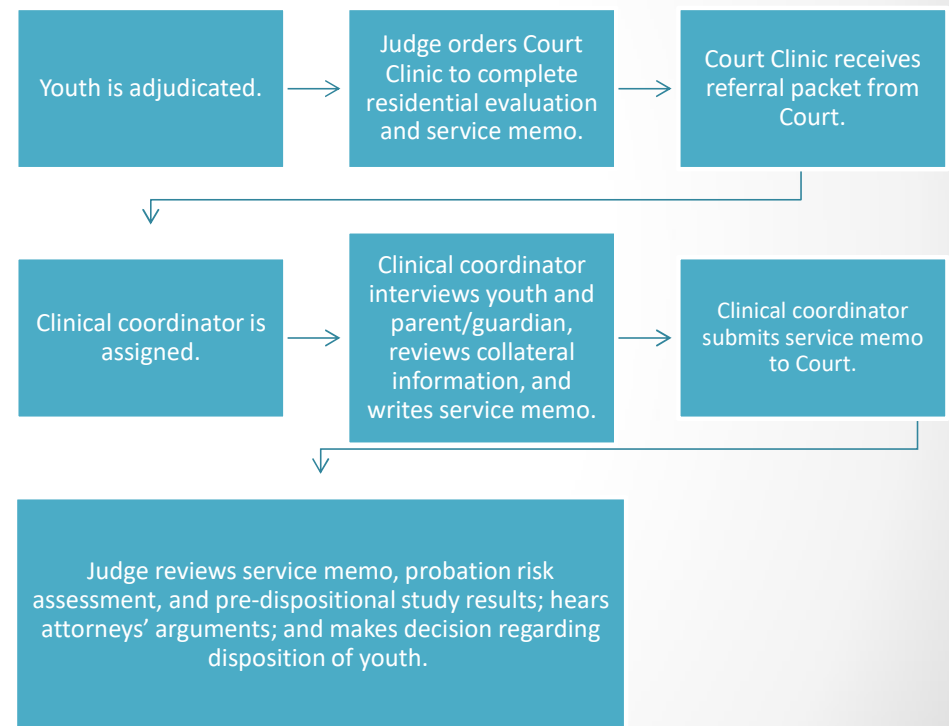 Youth is adjudicated.
Judge orders Court
Clinic to complete
residential evaluation
and service memo.
Court Clinic receives
referral packet from
Court.
Clinical coordinator is
assigned.
Clinical coordinator
interviews youth and
parent/guardian,
reviews collateral
information, and
writes service memo.
Clinical coordinator
submits service memo
to Court.
Judge reviews service memo, probation risk
assessment, and pre-dispositional study results; hears
attorneys’ arguments; and makes decision regarding
disposition of youth.